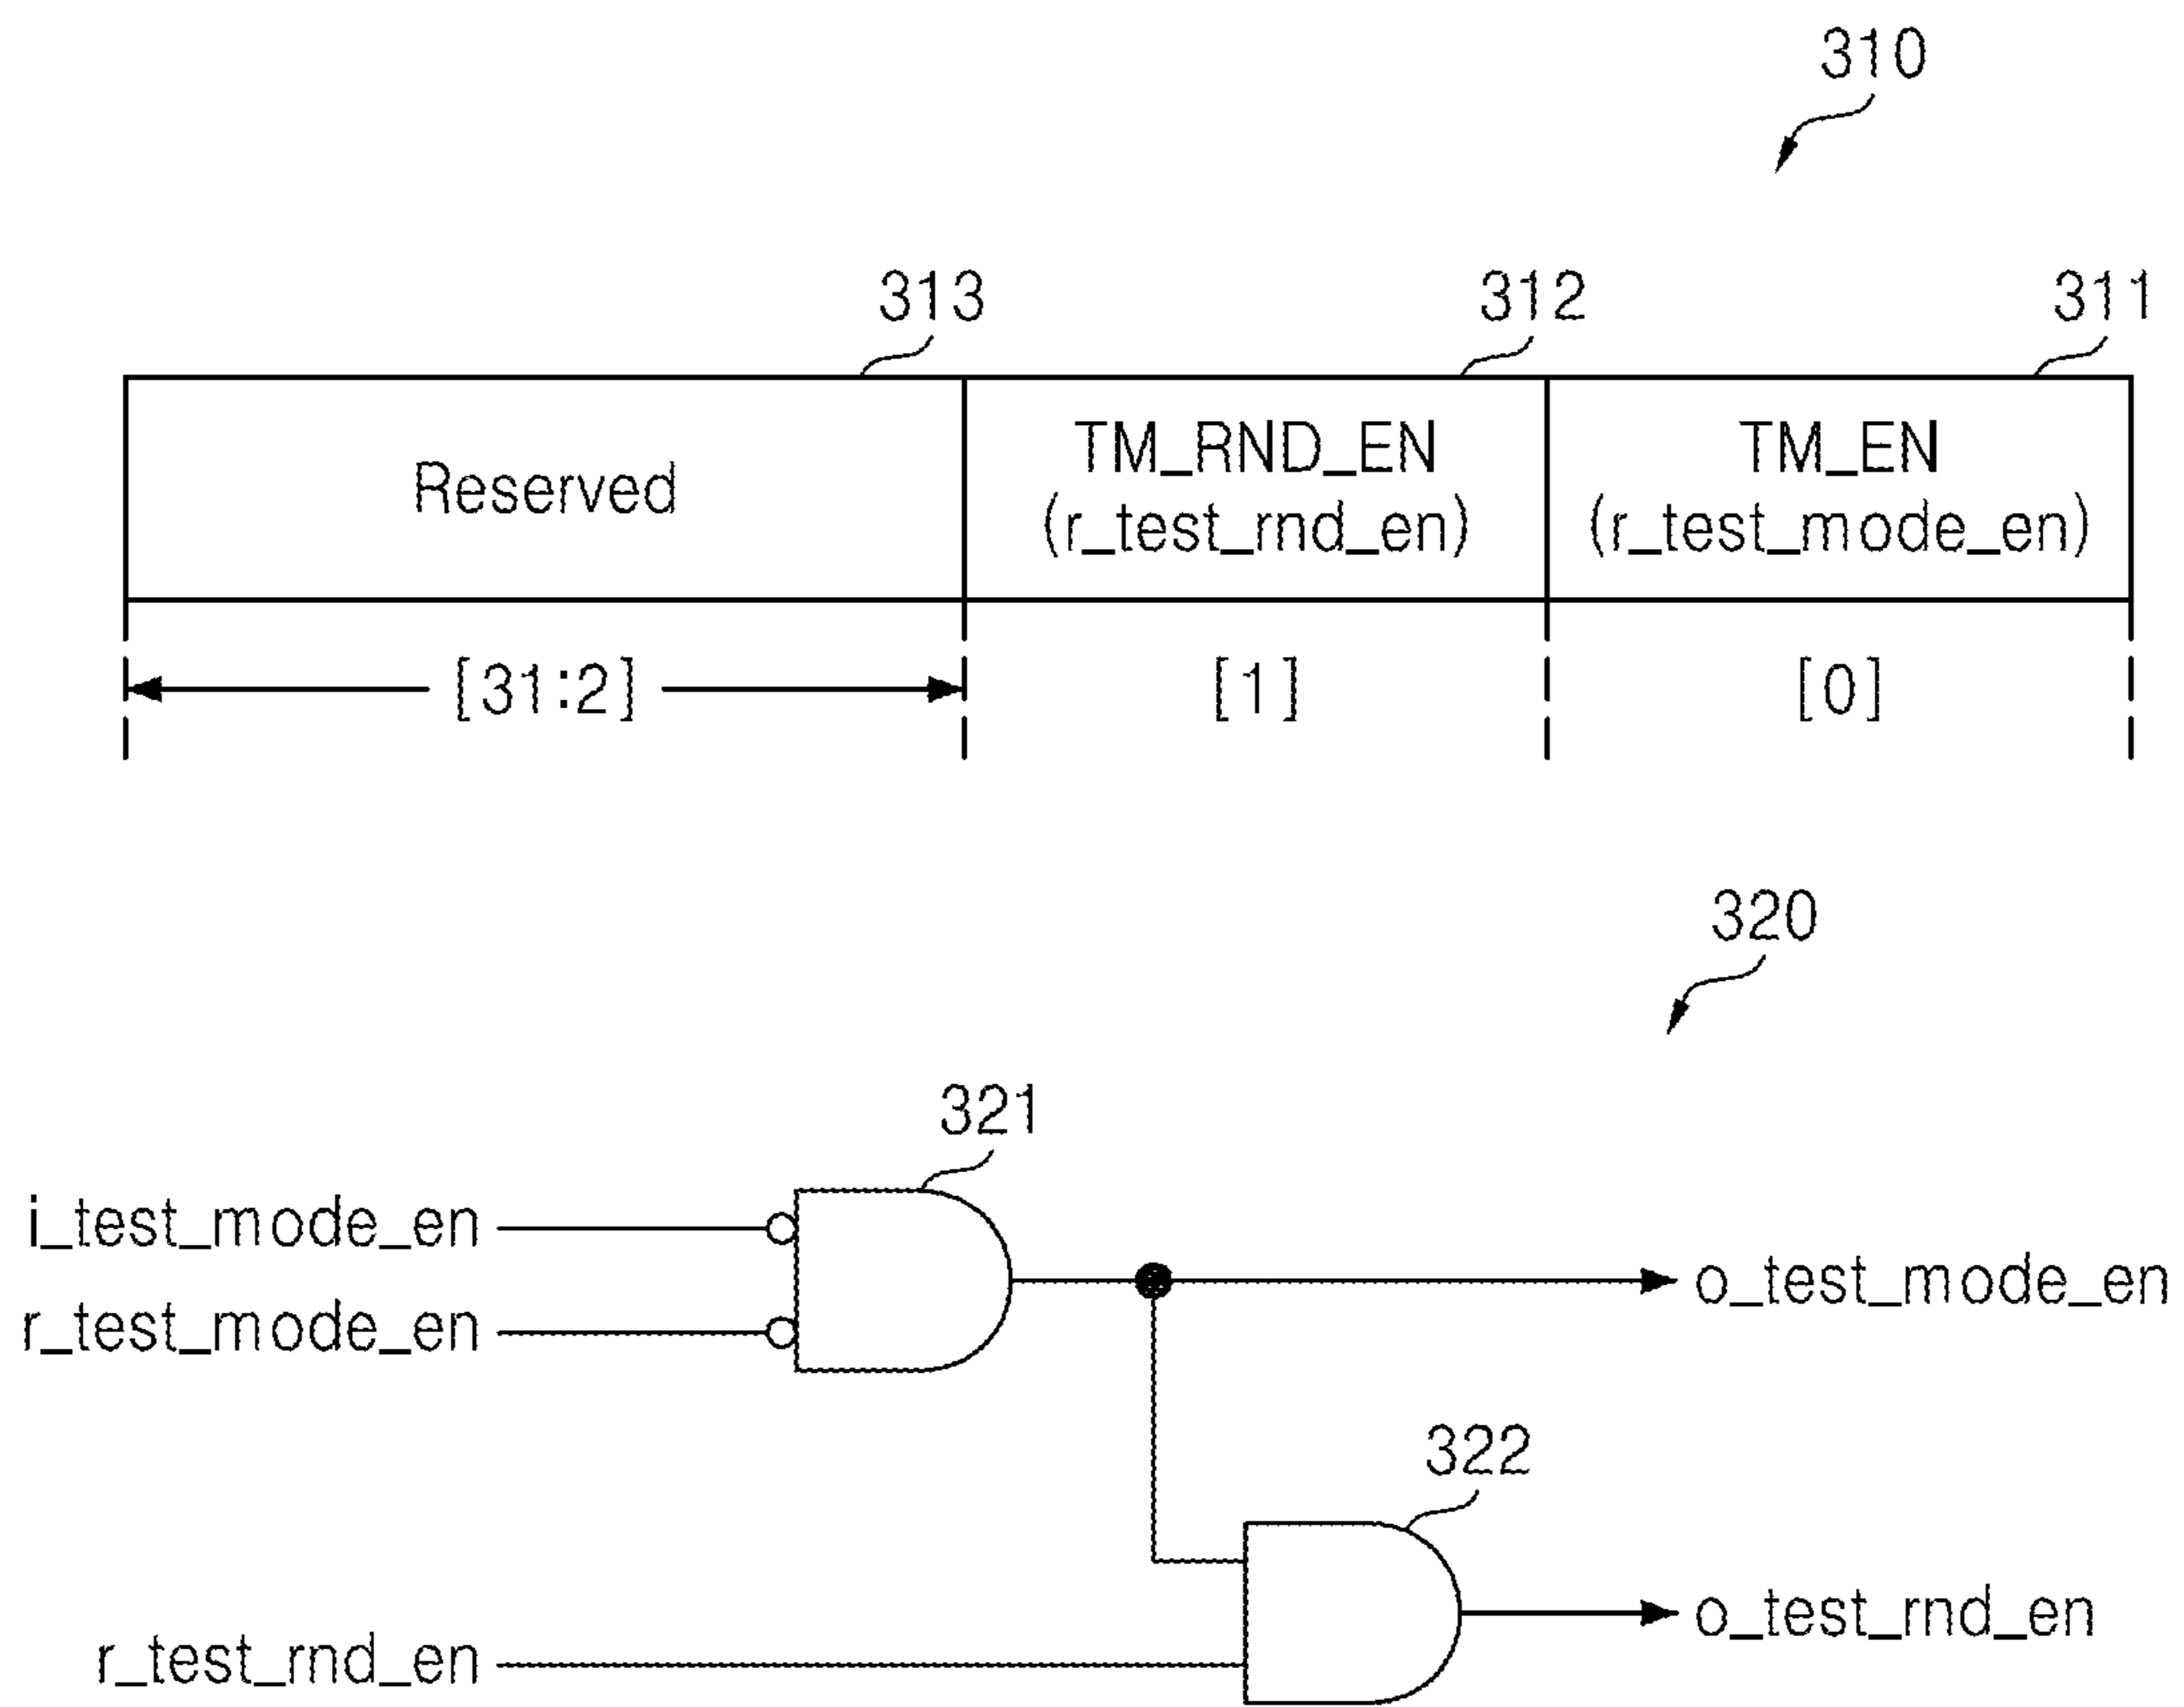 310
313
312
311
Reserved
TM_RND_EN
(r_test_rnd_en)
TM_EN
(r_test_mode_en)
[31:2]
[1]
[0]
320
321
i_test_mode_en
r_test_mode_en
o_test_mode_en
322
r_test_rnd_en
o_test_rnd_en